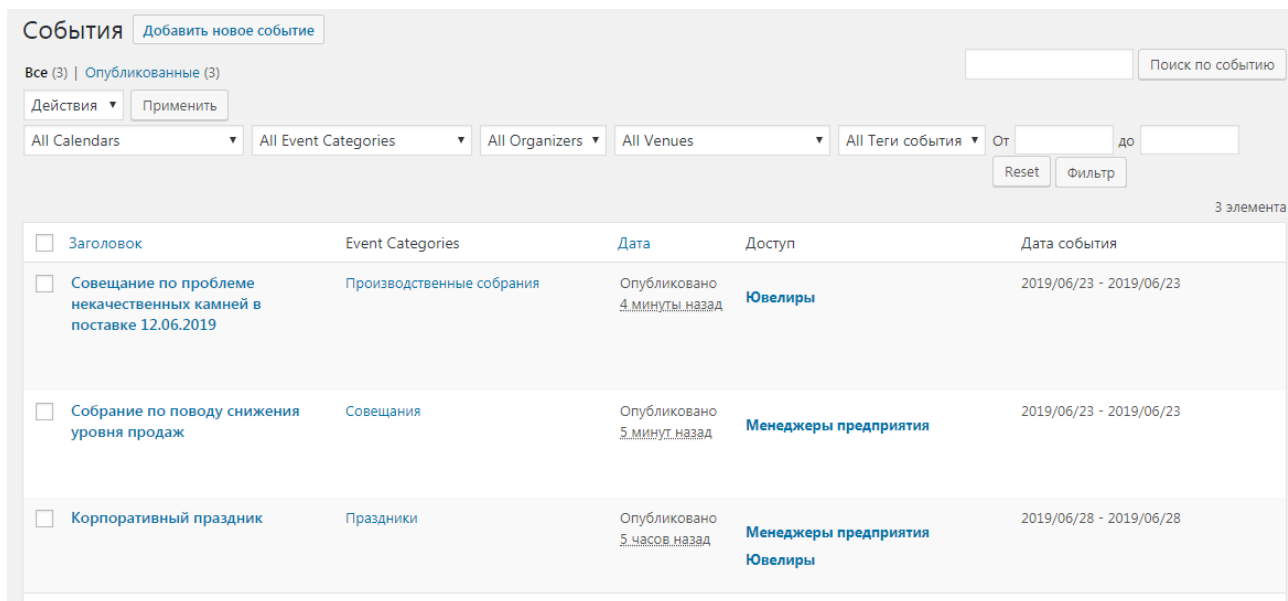 События Добавить новое событие
Все (3) | Опубликованные (3)
Поиск по событию
Действия Применить
All Calendars All Event Categories All Organizers All Venues All Теги события От до
Reset Фильтр
3 элемента
Заголовок Event Categories Дата Доступ Дата события
Совещание по проблеме
некачественных камней в
поставке 12.06.2019
Производственные собрания
Опубликовано
4 минуты назад
Ювелиры
2019/06/23 - 2019/06/23
Собрание по поводу снижения
уровня продаж
Совещания
Опубликовано
5 минут назад
Менеджеры предприятия
2019/06/23 - 2019/06/23
Корпоративный праздник
Праздники
Опубликовано
5 часов назад
Менеджеры предприятия
Ювелиры
2019/06/28 - 2019/06/28